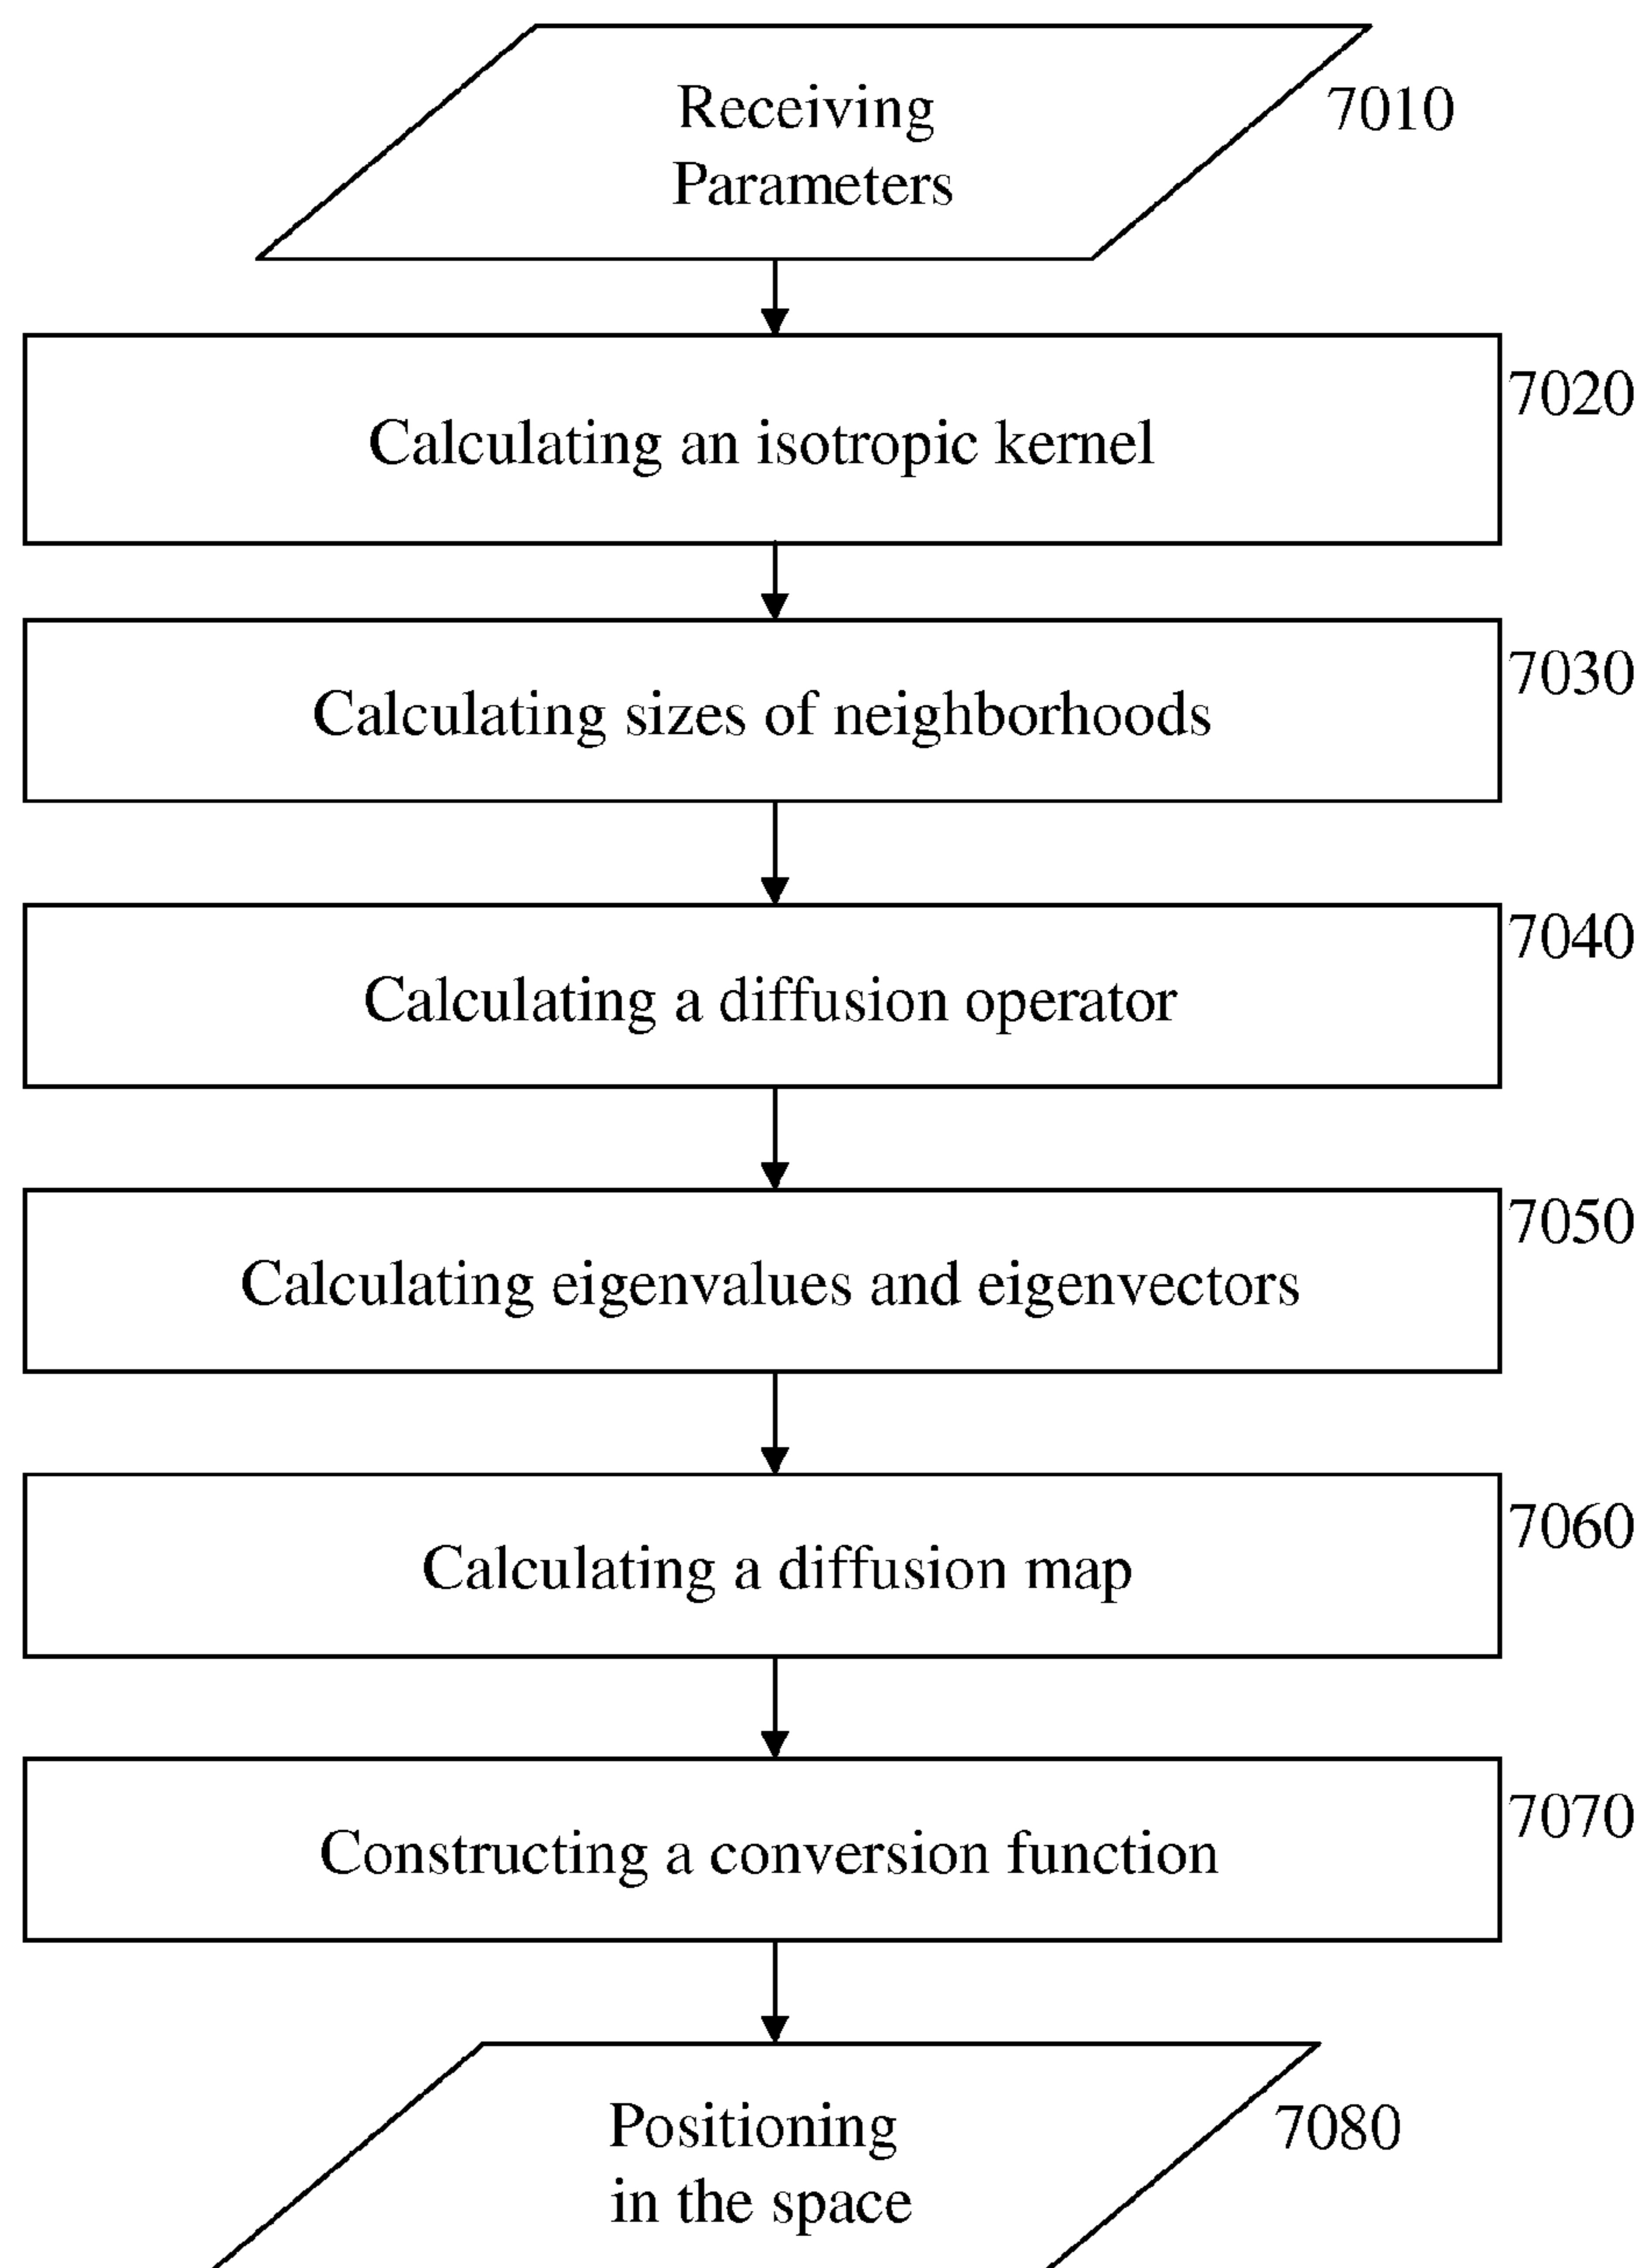 Receiving
Parameters
7010
7020
Calculating an isotropic kernel
7030
Calculating sizes of neighborhoods
7040
Calculating a diffusion operator
7050
Calculating eigenvalues and eigenvectors
7060
Calculating a diffusion map
7070
Constructing a conversion function
Positioning
in the space
7080